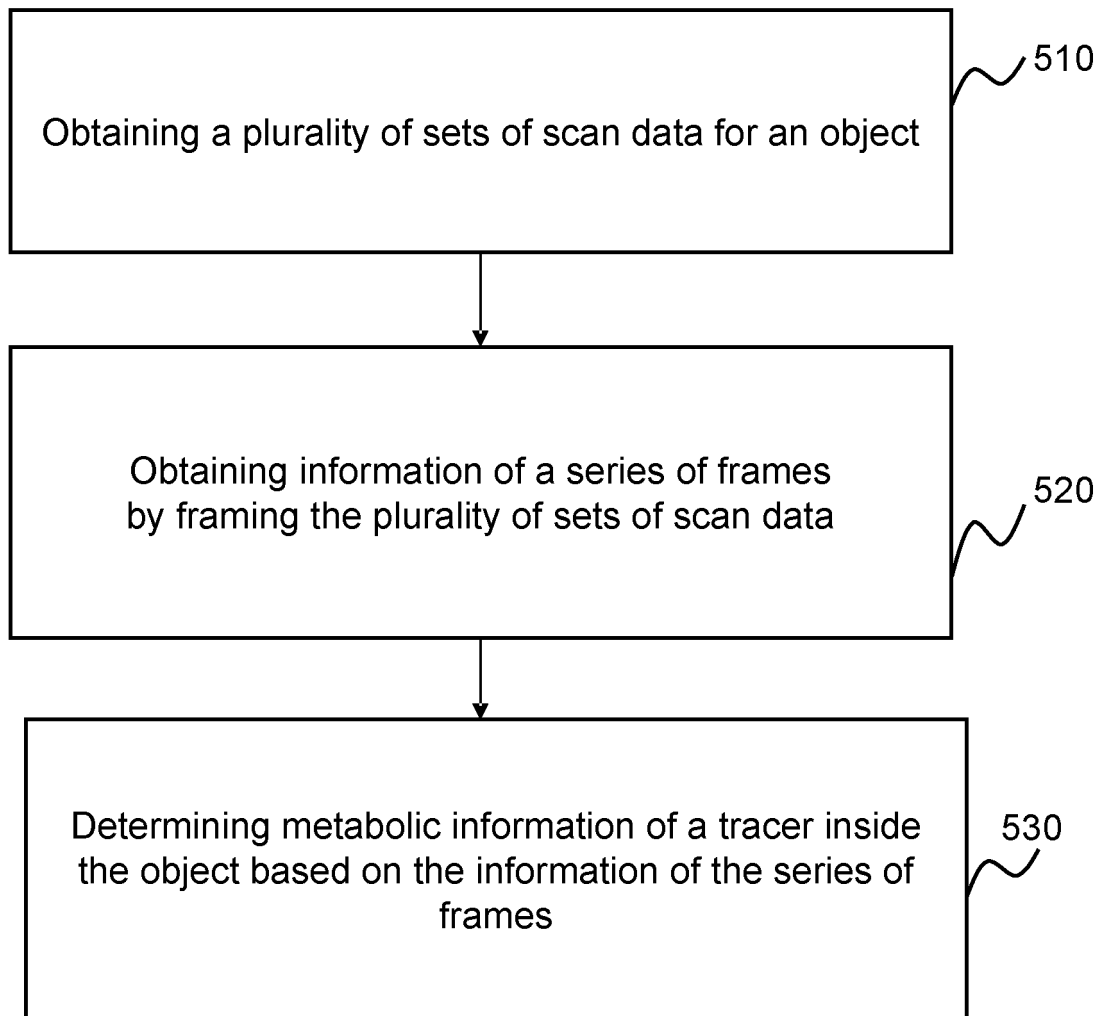 510
Obtaining a plurality of sets of scan data for an object
Obtaining information of a series of frames
by framing the plurality of sets of scan data
520
Determining metabolic information of a tracer inside
the object based on the information of the series of
frames
530